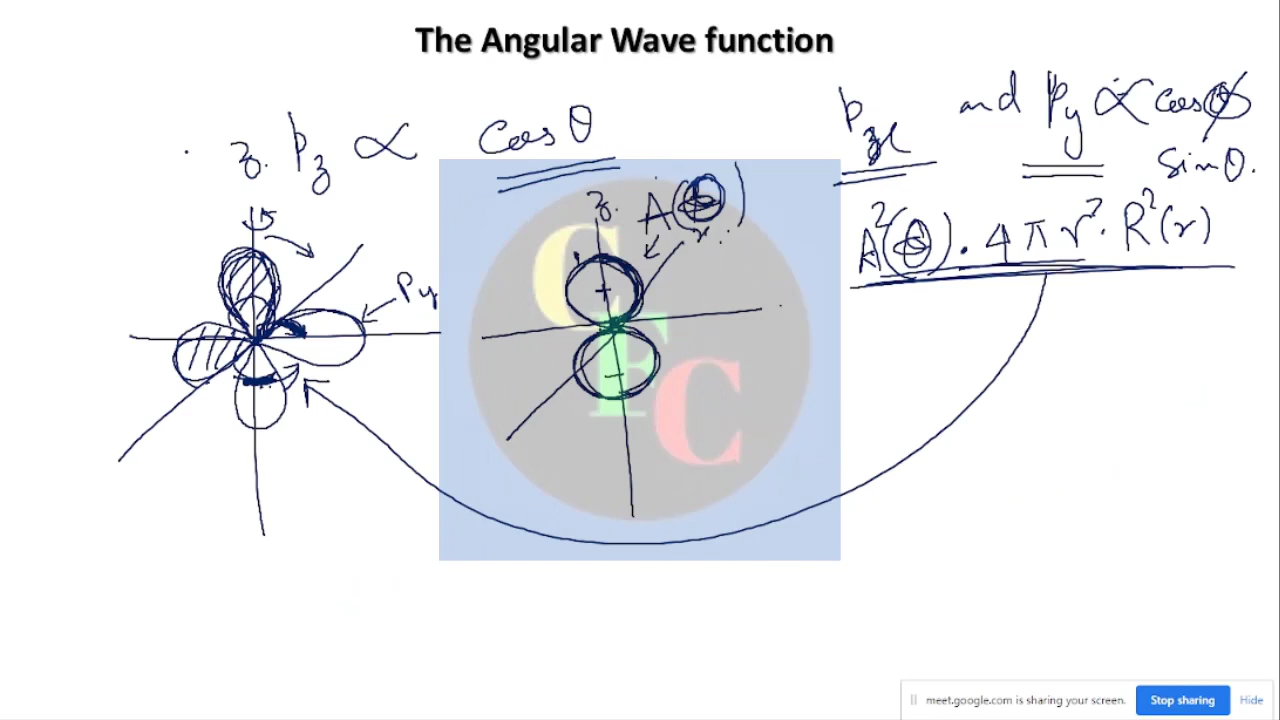 The Angular Wave function
z. Pz ∝ cos θ
Px and Py ∝ cos
sin θ.
A²(θ) . 4πr² . R²(r)
z. A(θ)
r.
Py
+
-
C
F
C
meet.google.com is sharing your screen. Stop sharing Hide